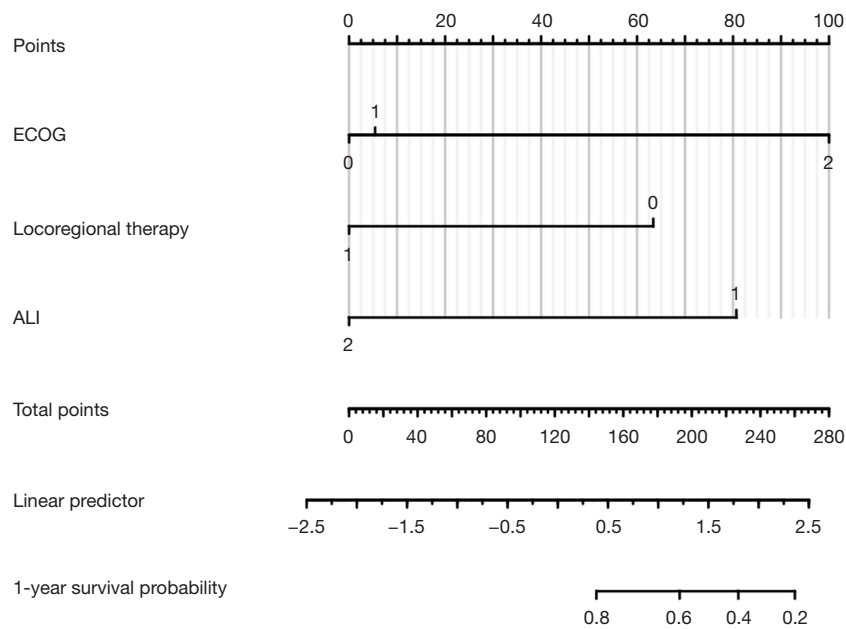 0 20 40 60 80 100
Points
1
ECOG
0 2
0
Locoregional therapy
1
1
ALI
2
Total points
0 40 80 120 160 200 240 280
Linear predictor
−2.5 −1.5 −0.5 0.5 1.5 2.5
1-year survival probability
0.8 0.6 0.4 0.2